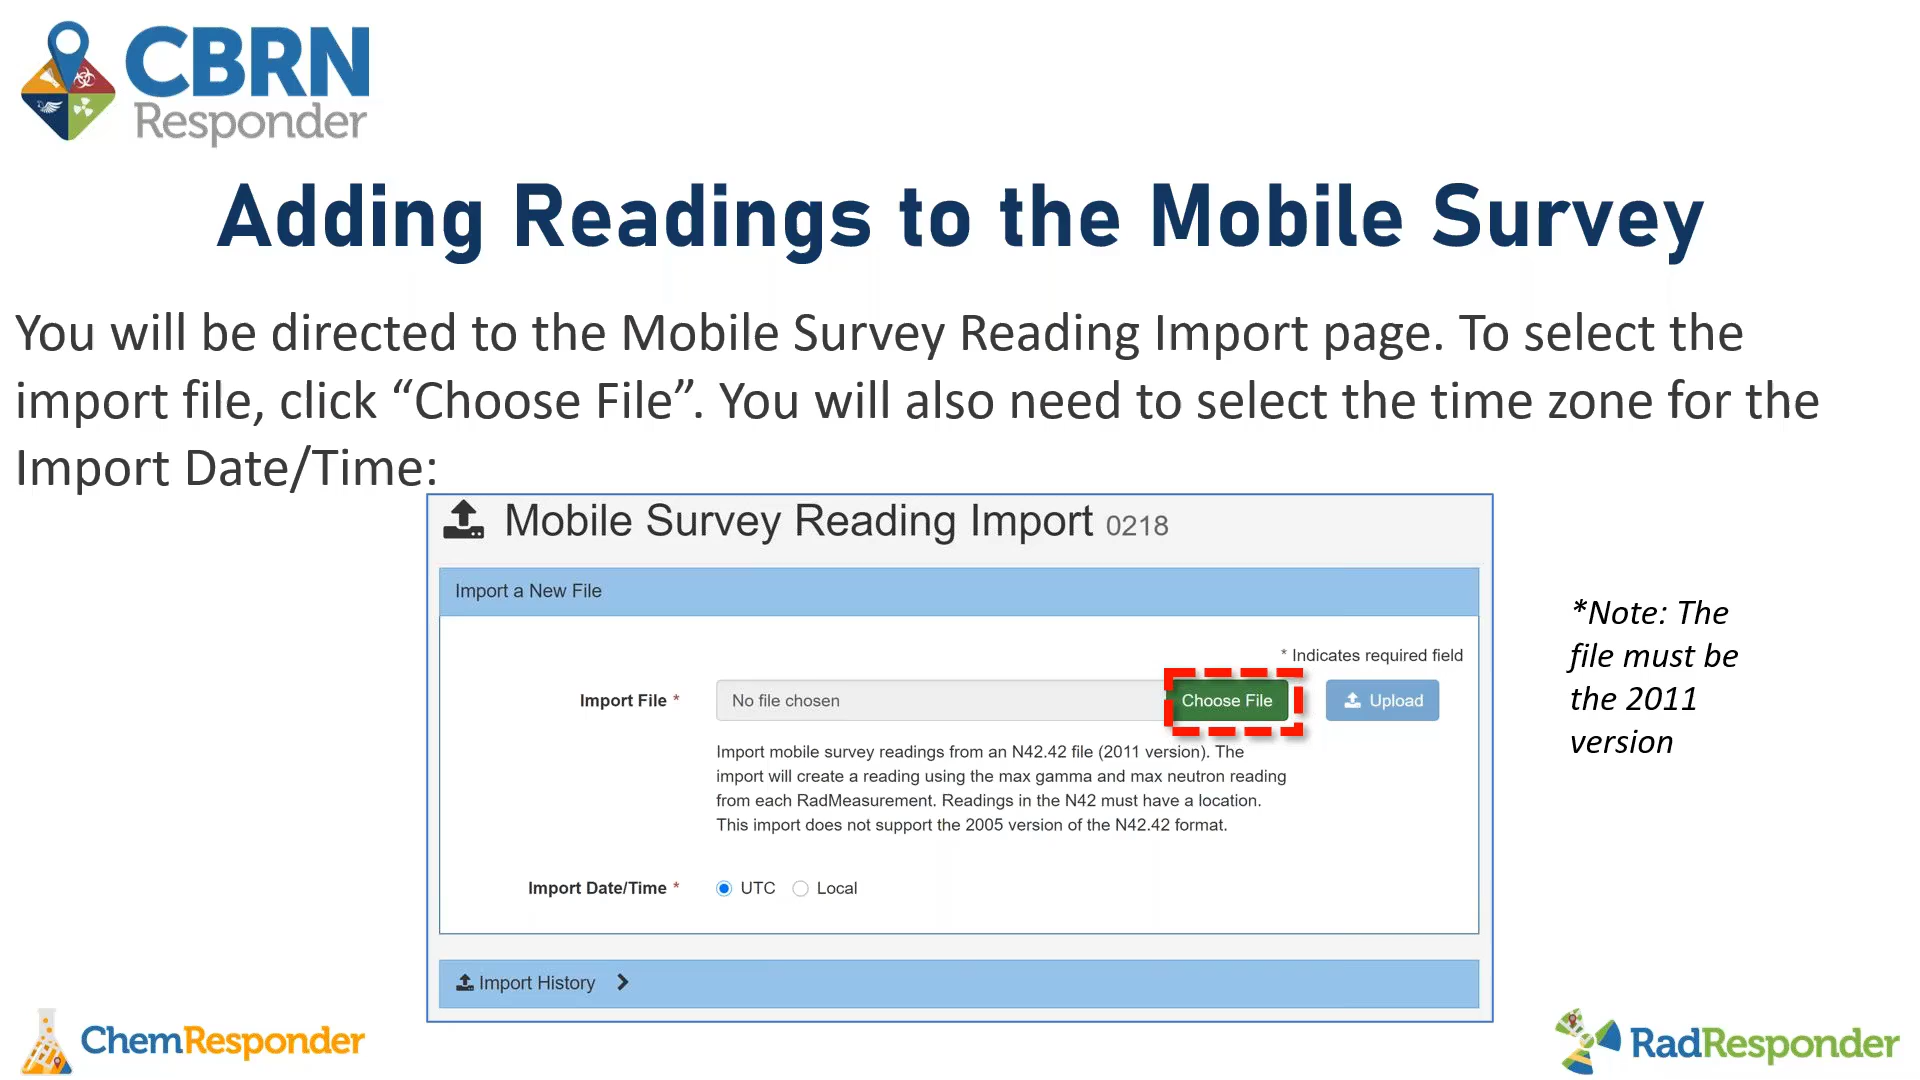 CBRN
Responder
Adding Readings to the Mobile Survey
You will be directed to the Mobile Survey Reading Import page. To select the
import file, click “Choose File”. You will also need to select the time zone for the
Import Date/Time:
Mobile Survey Reading Import 0218
Import a New File
* Indicates required field
Import File * No file chosen Choose File Upload
Import mobile survey readings from an N42.42 file (2011 version). The
import will create a reading using the max gamma and max neutron reading
from each RadMeasurement. Readings in the N42 must have a location.
This import does not support the 2005 version of the N42.42 format.
Import Date/Time * UTC Local
Import History
*Note: The
file must be
the 2011
version
ChemResponder
RadResponder